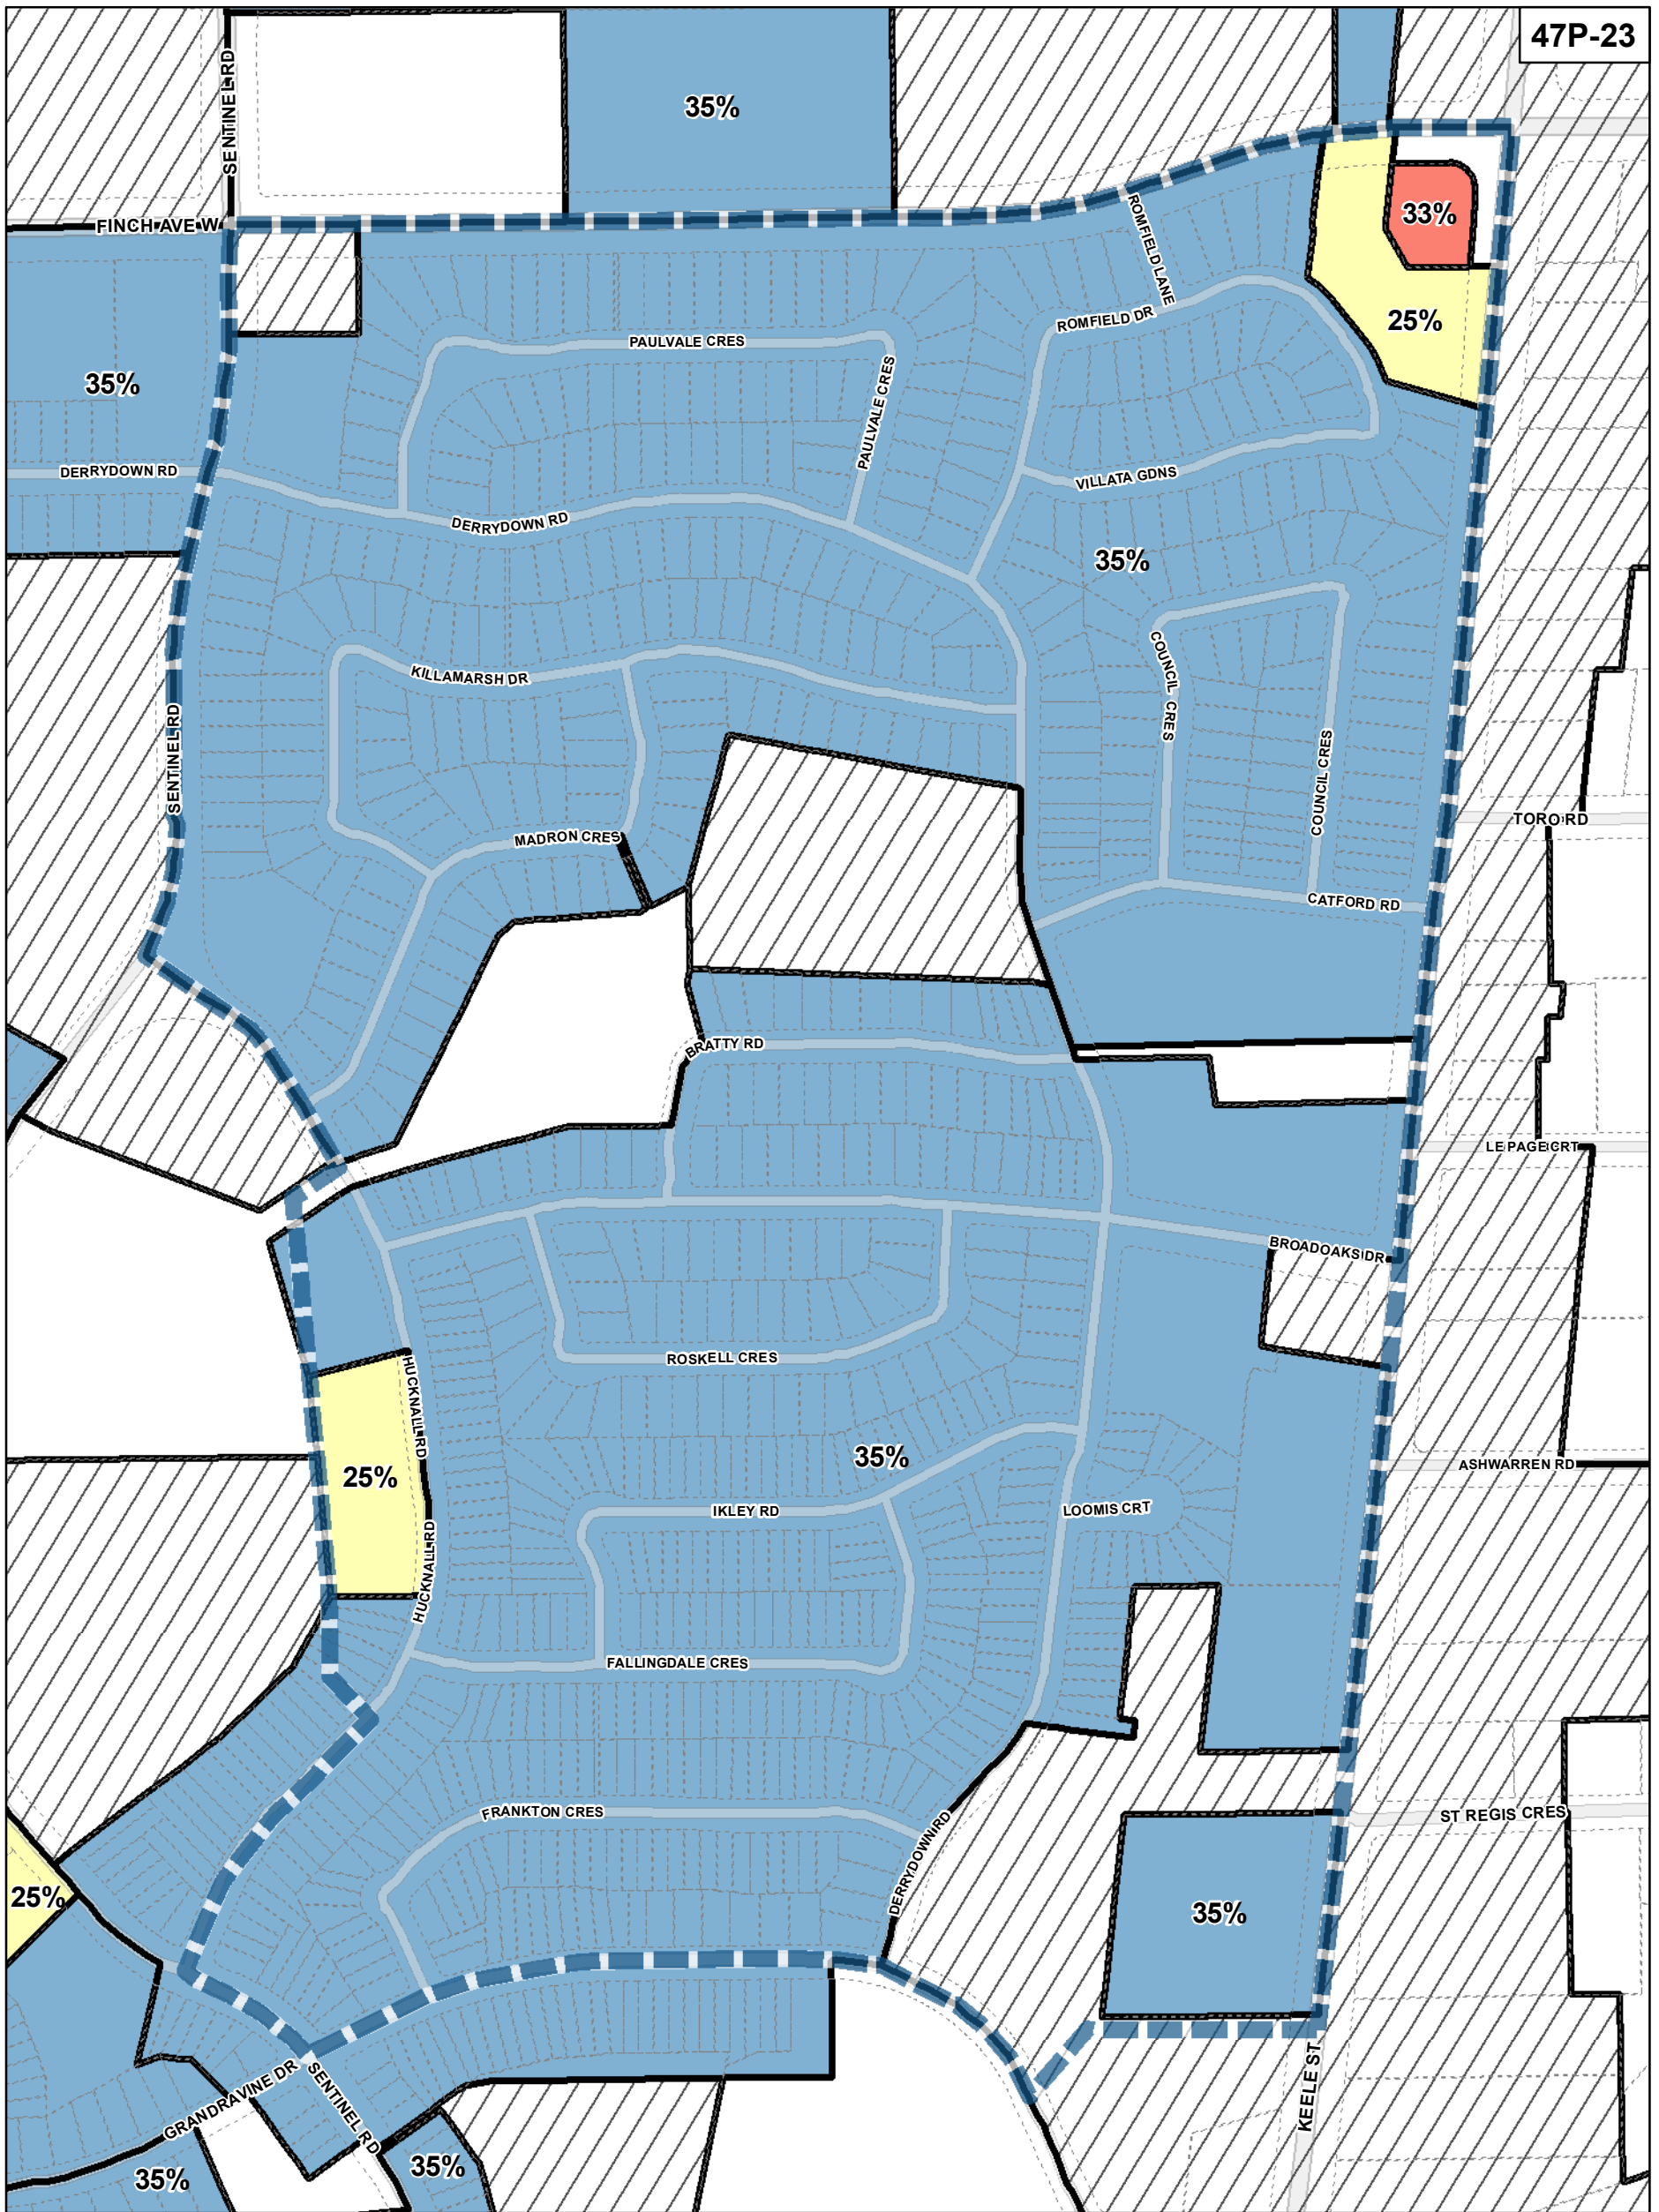 47P-23
SENTINEL RD
35%
FINCH AVE W
ROMFIELD LANE
33%
ROMFIELD DR
25%
PAULVALE CRES
35%
PAULVALE CRES
DERRYDOWN RD
VILLATA GDNS
DERRYDOWN RD
35%
COUNCIL CRES
KILLAMARSH DR
SENTINEL RD
COUNCIL CRES
TORO RD
MADRON CRES
CATFORD RD
BRATTY RD
LE PAGE CRT
BROADOAKS DR
ROSKELL CRES
HUCKNALL RD
35%
ASHWARREN RD
25%
IKLEY RD
LOOMIS CRT
HUCKNALL RD
FALLINGDALE CRES
FRANKTON CRES
ST REGIS CRES
DERRYDOWN RD
25%
35%
KEELE ST
GRANDRAVINE DR
SENTINEL RD
35%
35%